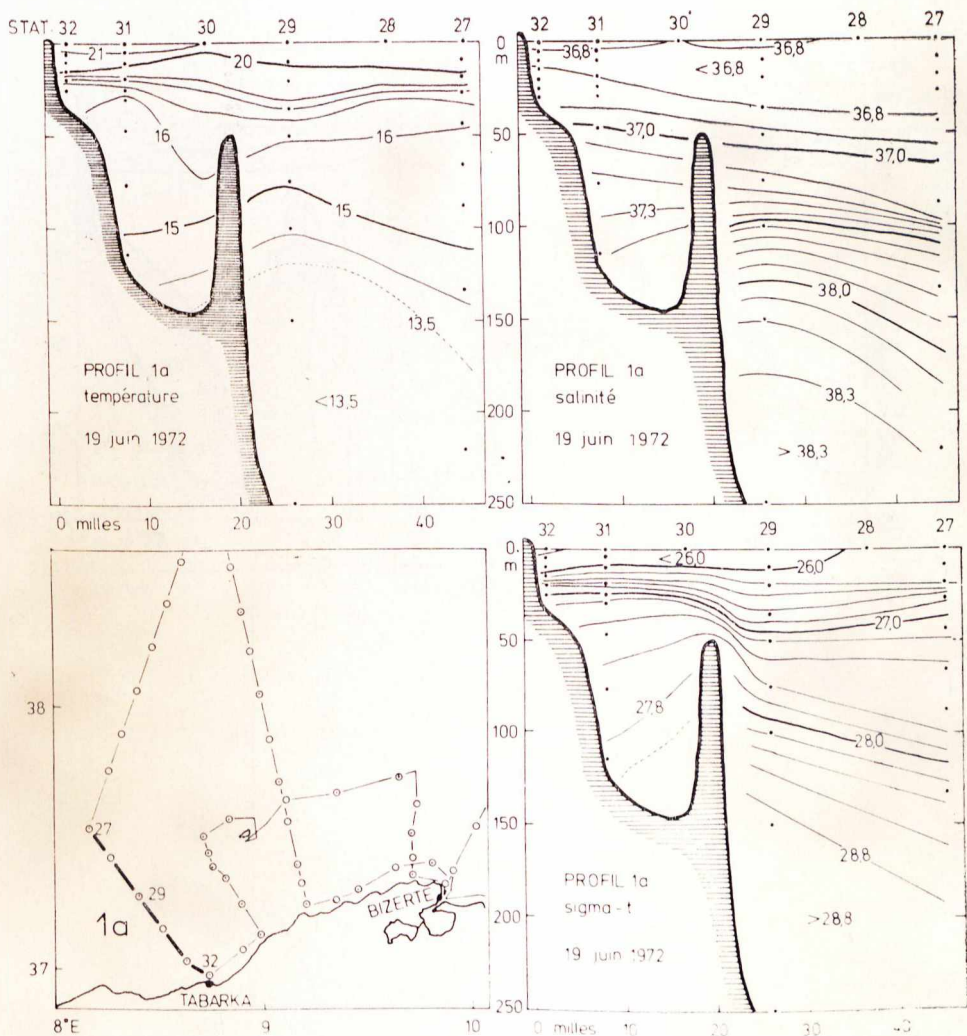 STAT. 32 31 30 29 28 27
0
m
50
100
150
200
250
21
20
16
16
15
15
13,5
<13,5
PROFIL 1a
température
19 juin 1972
0 milles 10 20 30 40
32 31 30 29 28 27
0
m
50
100
150
200
250
36,8
36,8
<36,8
36,8
37,0
37,0
37,3
38,0
38,3
> 38,3
PROFIL 1a
salinité
19 juin 1972
38
37
27
29
1a
32
TABARKA
BIZERTE
8°E 9 10
32 31 30 29 28 27
0
m
50
100
150
200
250
<26,0
26,0
27,0
27,8
28,0
28,8
>28,8
PROFIL 1a
sigma-t
19 juin 1972
0 milles 10 20 30 40